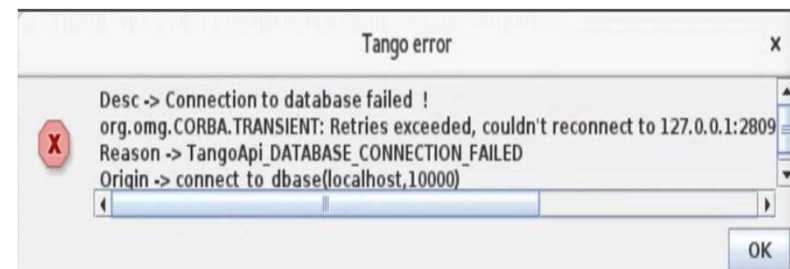 Tango error
x
Desc -> Connection to database failed !
org.omg.CORBA.TRANSIENT: Retries exceeded, couldn't reconnect to 127.0.0.1:2809
Reason -> TangoApi_DATABASE_CONNECTION_FAILED
Origin -> connect to dbase(localhost,10000)
OK